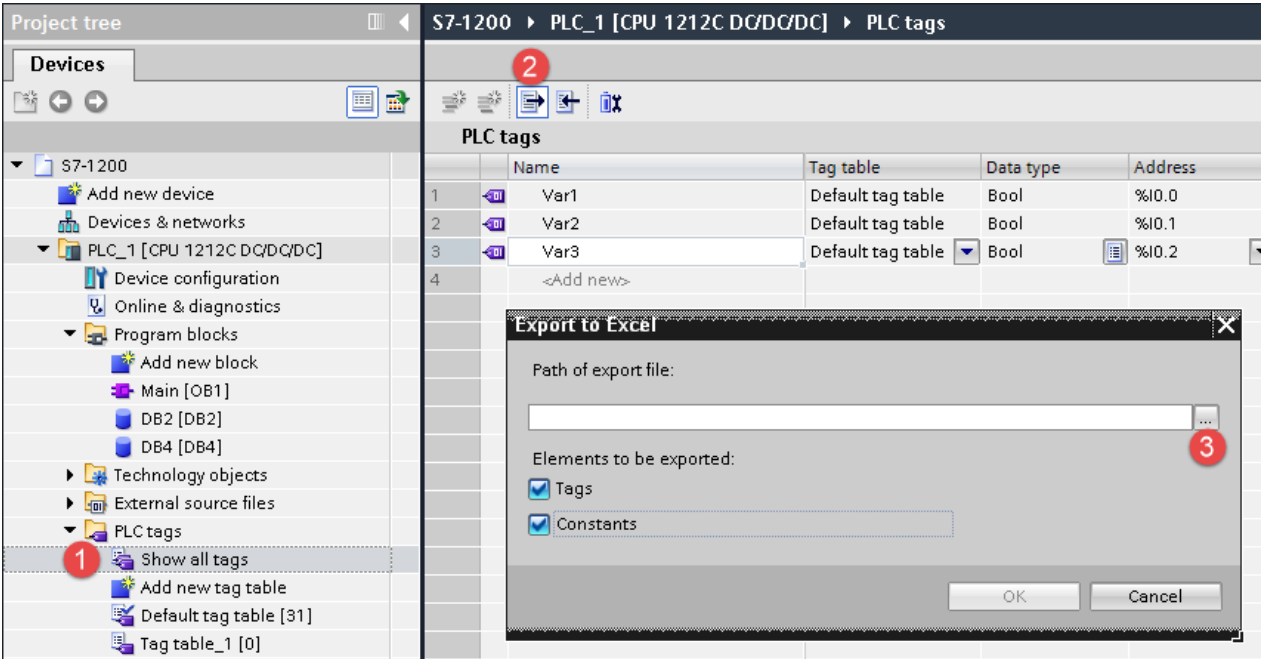 Project tree
Devices
S7-1200
Add new device
Devices & networks
PLC_1 [CPU 1212C DC/DC/DC]
Device configuration
Online & diagnostics
Program blocks
Add new block
Main [OB1]
DB2 [DB2]
DB4 [DB4]
Technology objects
External source files
PLC tags
1 Show all tags
Add new tag table
Default tag table [31]
Tag table_1 [0]
S7-1200 PLC_1 [CPU 1212C DC/DC/DC] PLC tags
2
PLC tags
Name Tag table Data type Address
1 Var1 Default tag table Bool %I0.0
2 Var2 Default tag table Bool %I0.1
3 Var3 Default tag table Bool %I0.2
4 <Add new>
Export to Excel
Path of export file:
...
3
Elements to be exported:
Tags
Constants
OK Cancel